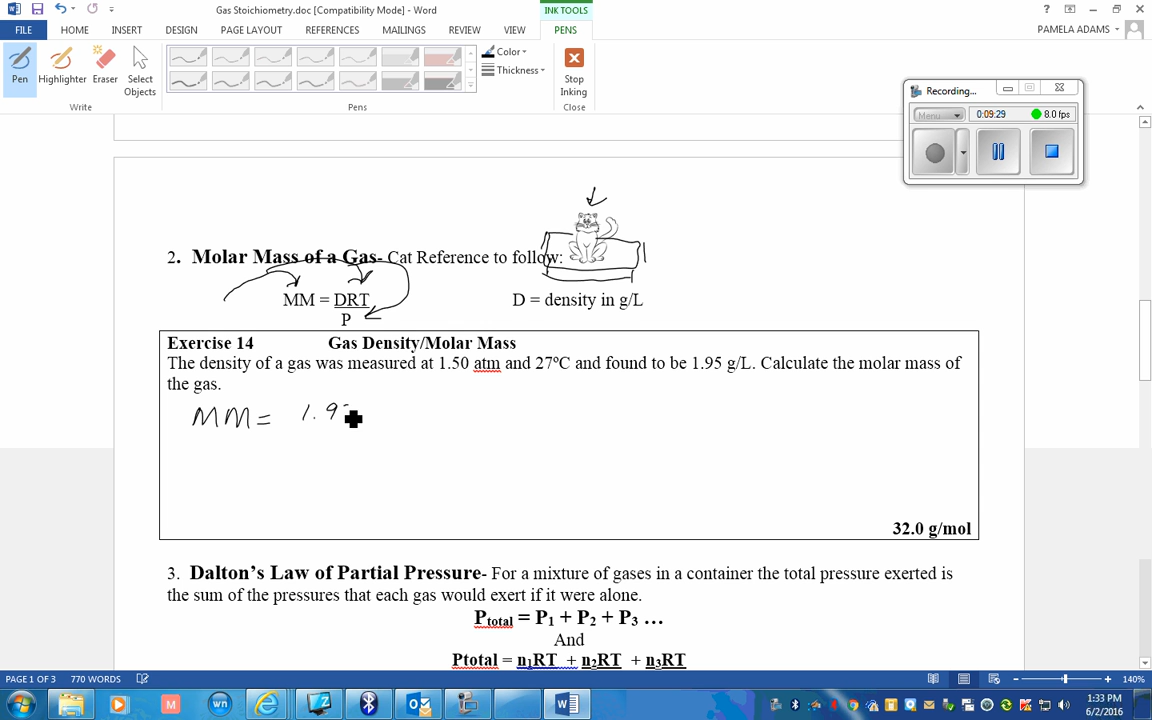 Gas Stoichiometry.doc [Compatibility Mode] - Word
INK TOOLS
FILE HOME INSERT DESIGN PAGE LAYOUT REFERENCES MAILINGS REVIEW VIEW PENS
PAMELA ADAMS
Pen Highlighter Eraser Select Objects
Color
Thickness
Stop Inking
Write Pens Close
Recording...
Menu 0:09:29 8.0 fps
2. Molar Mass of a Gas- Cat Reference to follow:
MM = DRT D = density in g/L
P
Exercise 14 Gas Density/Molar Mass
The density of a gas was measured at 1.50 atm and 27ºC and found to be 1.95 g/L. Calculate the molar mass of
the gas.
MM = 1.9
32.0 g/mol
3. Dalton's Law of Partial Pressure- For a mixture of gases in a container the total pressure exerted is
the sum of the pressures that each gas would exert if it were alone.
Ptotal = P1 + P2 + P3 …
And
Ptotal = n1RT + n2RT + n3RT
PAGE 1 OF 3 770 WORDS
140%
1:33 PM
6/2/2016